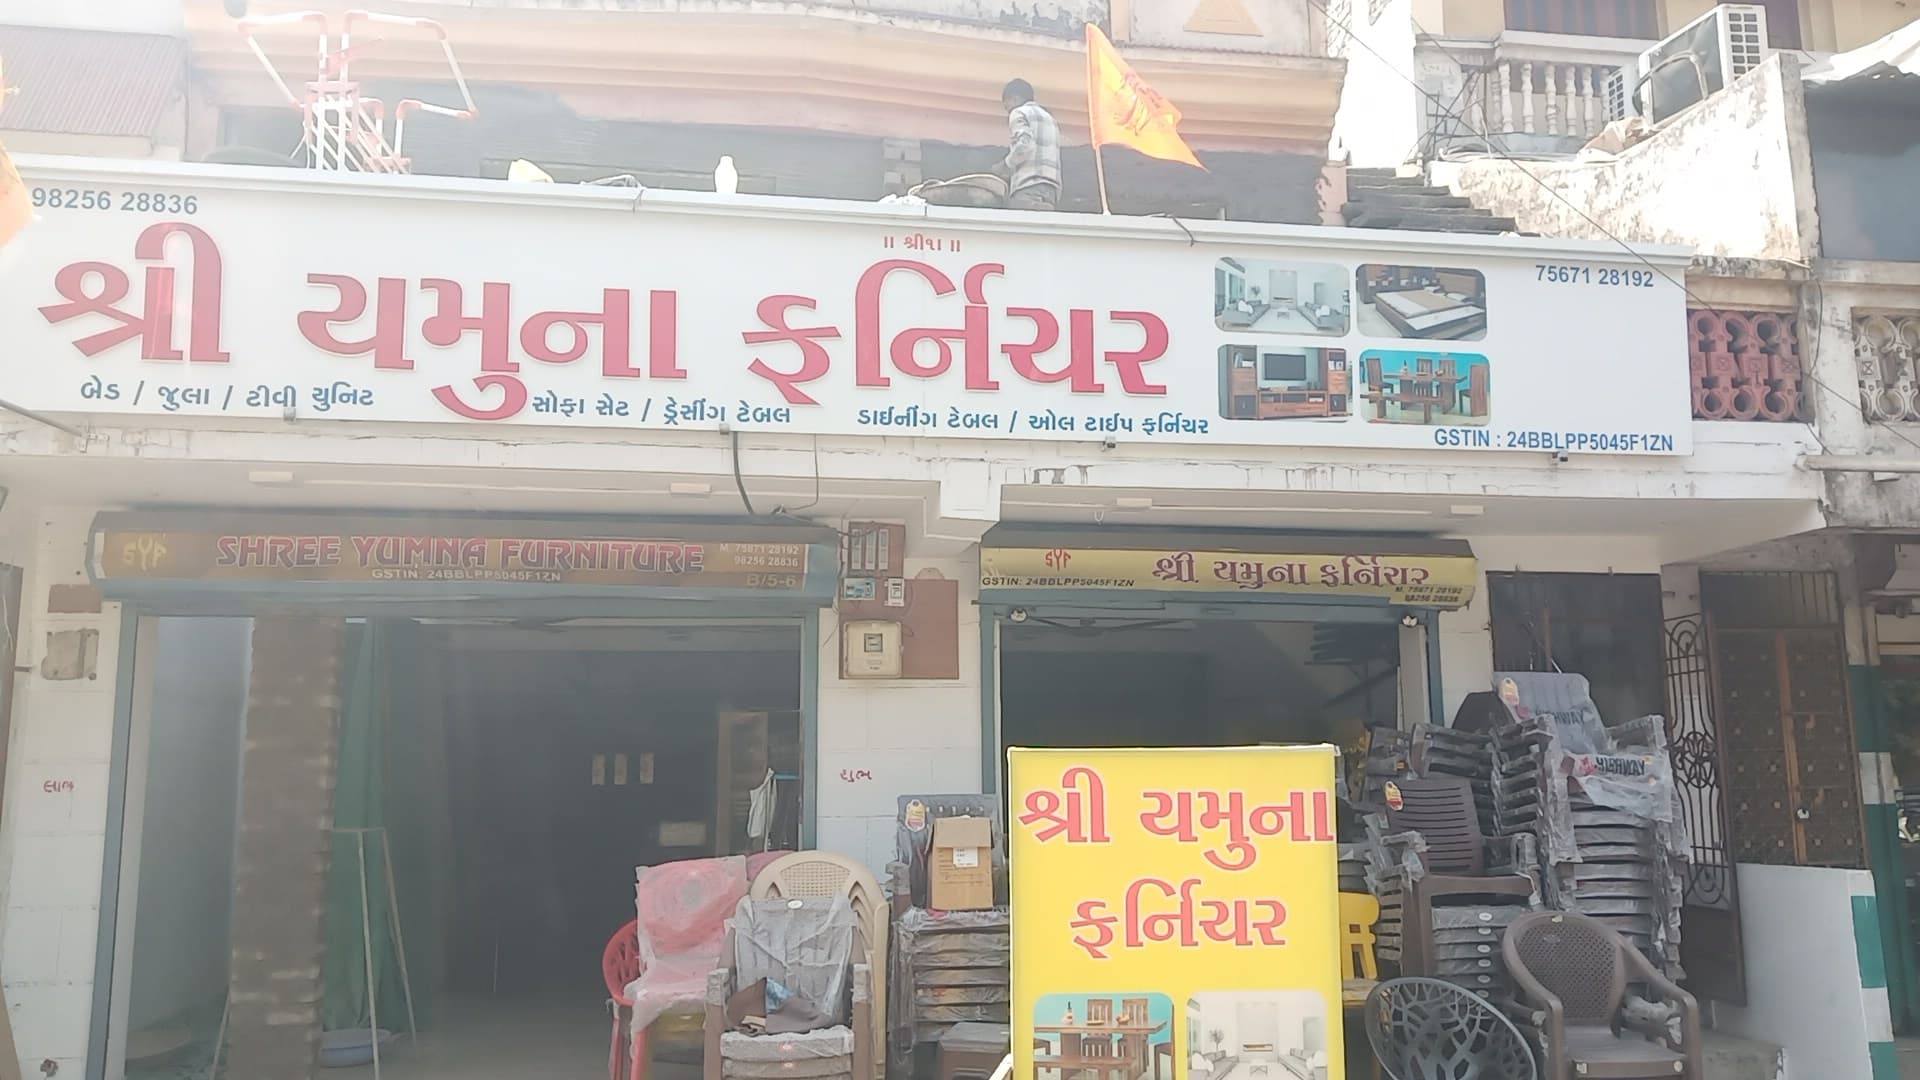 98256 28836
॥ શ્રી૧ા ॥
75671 28192
શ્રી યમુના ફર્નિચર
બેડ / જુલા / ટીવી યુનિટ
સોફા સેટ / ડ્રેસીંગ ટેબલ
ડાઈનીંગ ટેબલ / ઓલ ટાઈપ ફર્નિચર
GSTIN : 24BBLPP5045F1ZN
SYF
SHREE YUMNA FURNITURE
M. 75671 28192
98256 28836
GSTIN: 24BBLPP5045F1ZN
B/5-6
SYF
શ્રી યમુના ફર્નિચર
GSTIN: 24BBLPP5045F1ZN
M. 75671 28192
98256 28836
લાભ
શુભ
શ્રી યમુના
ફર્નિચર